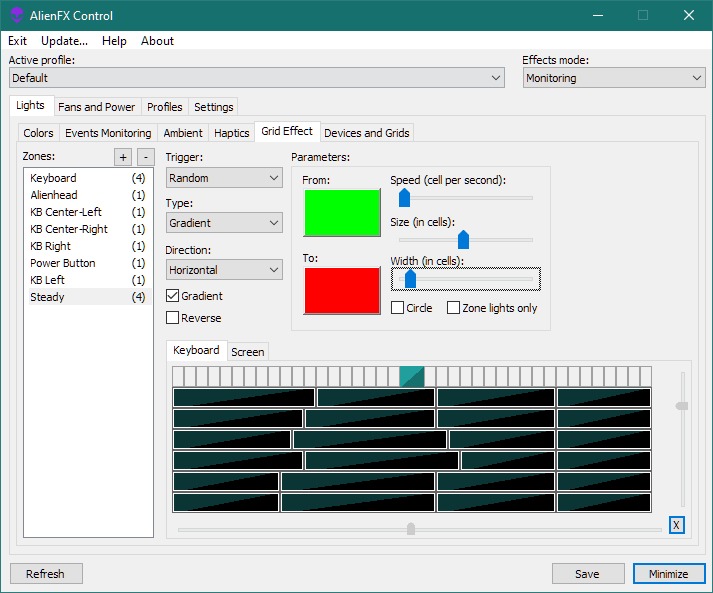 AlienFX Control
Exit Update... Help About
Active profile: Effects mode:
Default Monitoring
Lights Fans and Power Profiles Settings
Colors Events Monitoring Ambient Haptics Grid Effect Devices and Grids
Zones: + - Trigger: Parameters:
Keyboard (4) Random From: Speed (cell per second):
Alienhead (1)
KB Center-Left (1) Type:
KB Center-Right (1) Gradient Size (in cells):
KB Right (1) Direction:
Power Button (1) Horizontal To: Width (in cells):
KB Left (1)
Steady (4) Gradient
Reverse Circle Zone lights only
Keyboard Screen
X
Refresh Save Minimize